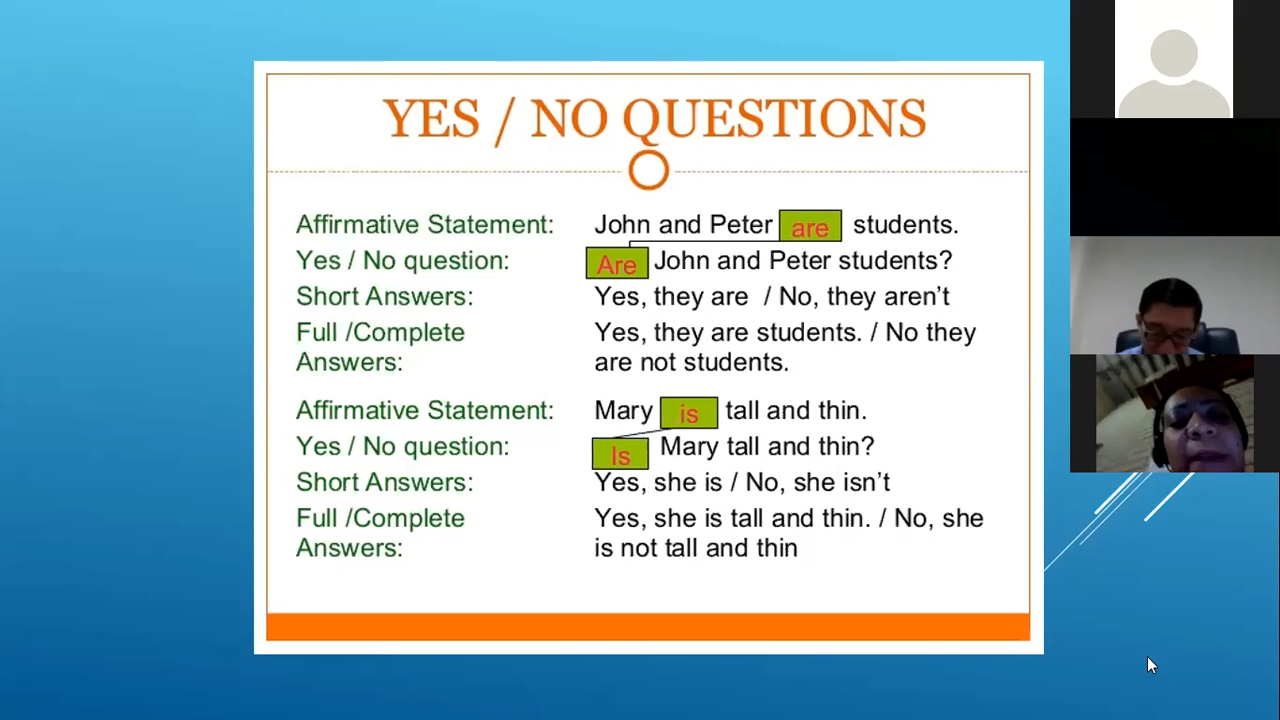 YES / NO QUESTIONS
Affirmative Statement: John and Peter are students.
Yes / No question: Are John and Peter students?
Short Answers: Yes, they are / No, they aren’t
Full /Complete Yes, they are students. / No they
Answers: are not students.
Affirmative Statement: Mary is tall and thin.
Yes / No question: Is Mary tall and thin?
Short Answers: Yes, she is / No, she isn’t
Full /Complete Yes, she is tall and thin. / No, she
Answers: is not tall and thin